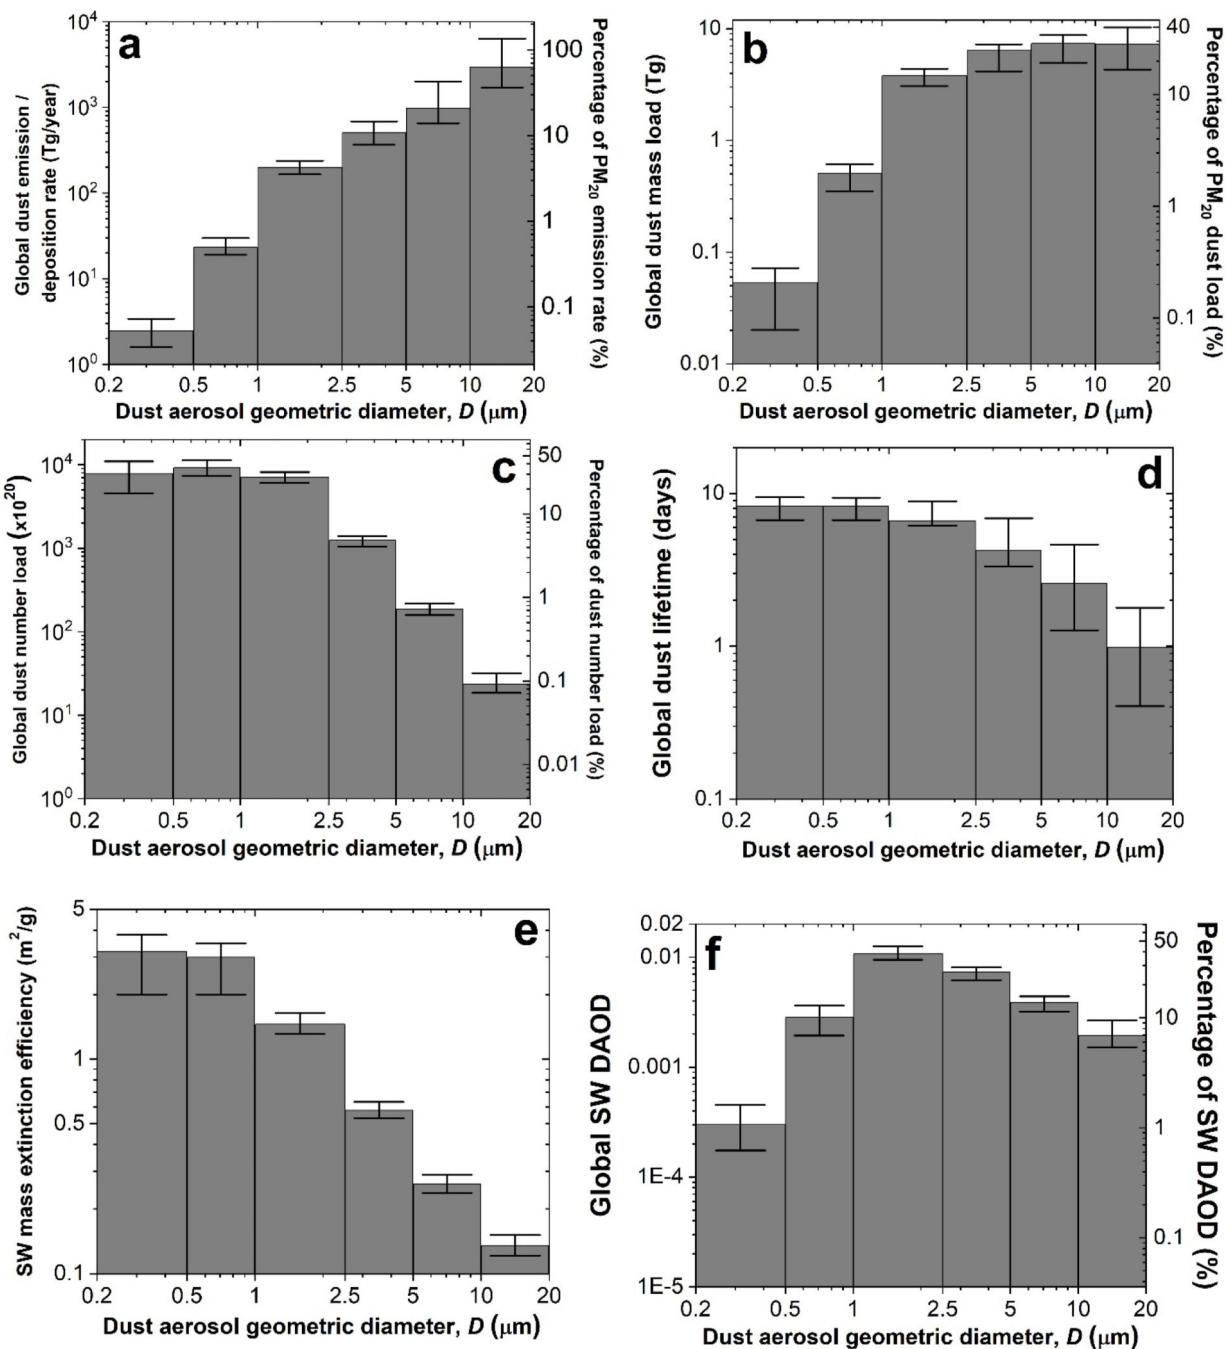 a
Global dust emission /
deposition rate (Tg/year)
10⁴
10³
10²
10¹
10⁰
100
10
1
0.1
Percentage of PM₂₀ emission rate (%)
0.2 0.5 1 2.5 5 10 20
Dust aerosol geometric diameter, D (μm)
b
Global dust mass load (Tg)
10
1
0.1
0.01
40
10
1
0.1
Percentage of PM₂₀ dust load (%)
0.2 0.5 1 2.5 5 10 20
Dust aerosol geometric diameter, D (μm)
c
Global dust number load (x10²⁰)
10⁴
10³
10²
10¹
10⁰
50
10
1
0.1
0.01
Percentage of dust number load (%)
0.2 0.5 1 2.5 5 10 20
Dust aerosol geometric diameter, D (μm)
d
Global dust lifetime (days)
10
1
0.1
0.2 0.5 1 2.5 5 10 20
Dust aerosol geometric diameter, D (μm)
e
SW mass extinction efficiency (m²/g)
5
1
0.5
0.1
0.2 0.5 1 2.5 5 10 20
Dust aerosol geometric diameter, D (μm)
f
Global SW DAOD
0.02
0.01
0.001
1E-4
1E-5
50
10
1
0.1
Percentage of SW DAOD (%)
0.2 0.5 1 2.5 5 10 20
Dust aerosol geometric diameter, D (μm)